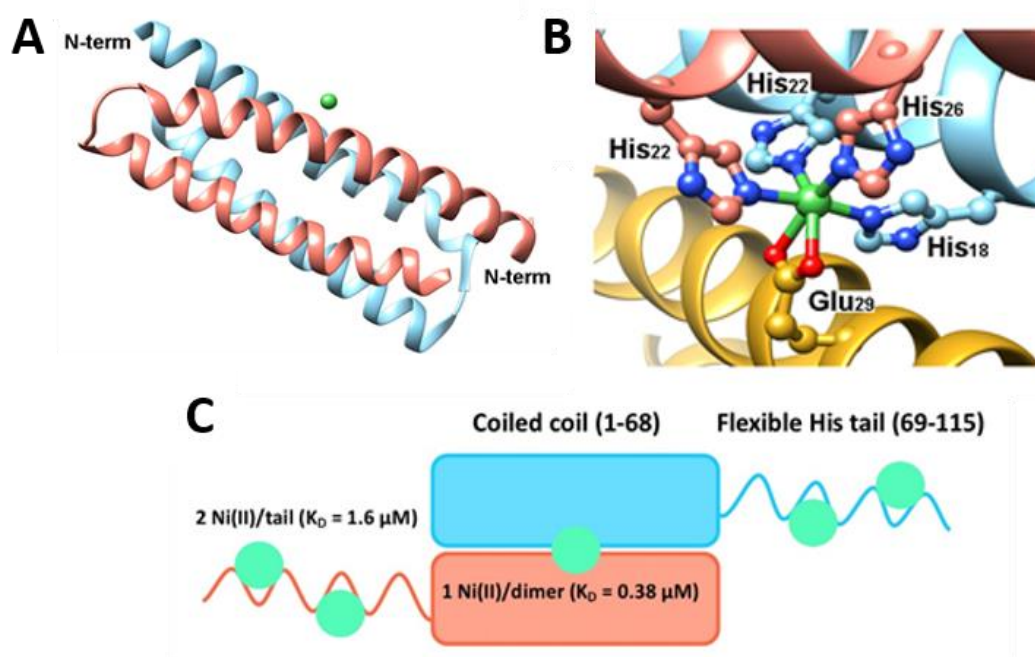 A
N-term
N-term
B
His22
His26
His22
His18
Glu29
C
Coiled coil (1-68)
Flexible His tail (69-115)
2 Ni(II)/tail (KD = 1.6 μM)
1 Ni(II)/dimer (KD = 0.38 μM)